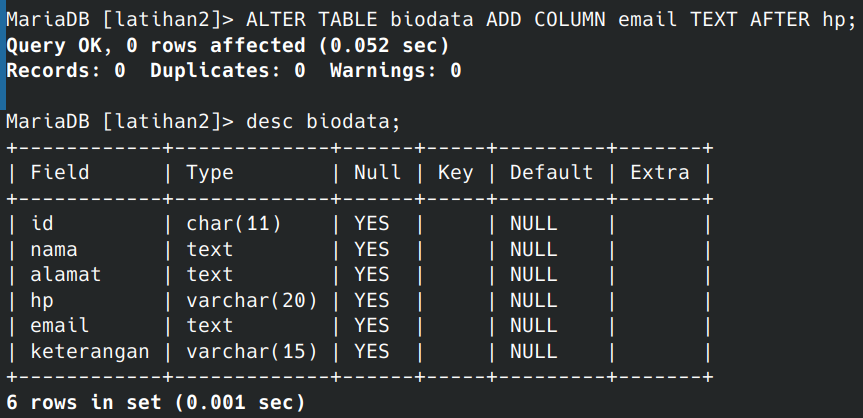 MariaDB [latihan2]> ALTER TABLE biodata ADD COLUMN email TEXT AFTER hp;
Query OK, 0 rows affected (0.052 sec)
Records: 0  Duplicates: 0  Warnings: 0

MariaDB [latihan2]> desc biodata;
+------------+-------------+------+-----+---------+-------+
| Field      | Type        | Null | Key | Default | Extra |
+------------+-------------+------+-----+---------+-------+
| id         | char(11)    | YES  |     | NULL    |       |
| nama       | text        | YES  |     | NULL    |       |
| alamat     | text        | YES  |     | NULL    |       |
| hp         | varchar(20) | YES  |     | NULL    |       |
| email      | text        | YES  |     | NULL    |       |
| keterangan | varchar(15) | YES  |     | NULL    |       |
+------------+-------------+------+-----+---------+-------+
6 rows in set (0.001 sec)